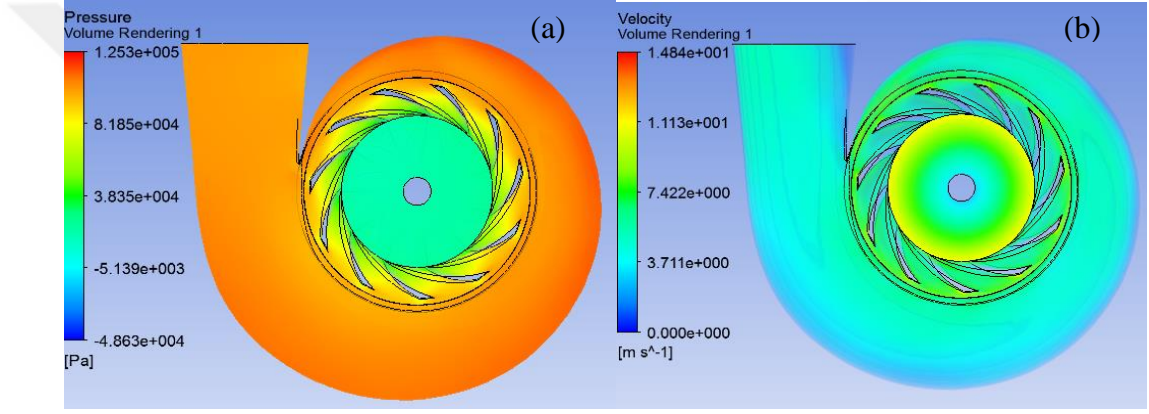 Pressure
Volume Rendering 1
1.253e+005
8.185e+004
3.835e+004
-5.139e+003
-4.863e+004
[Pa]
(a)
Velocity
Volume Rendering 1
1.484e+001
1.113e+001
7.422e+000
3.711e+000
0.000e+000
[m s^-1]
(b)